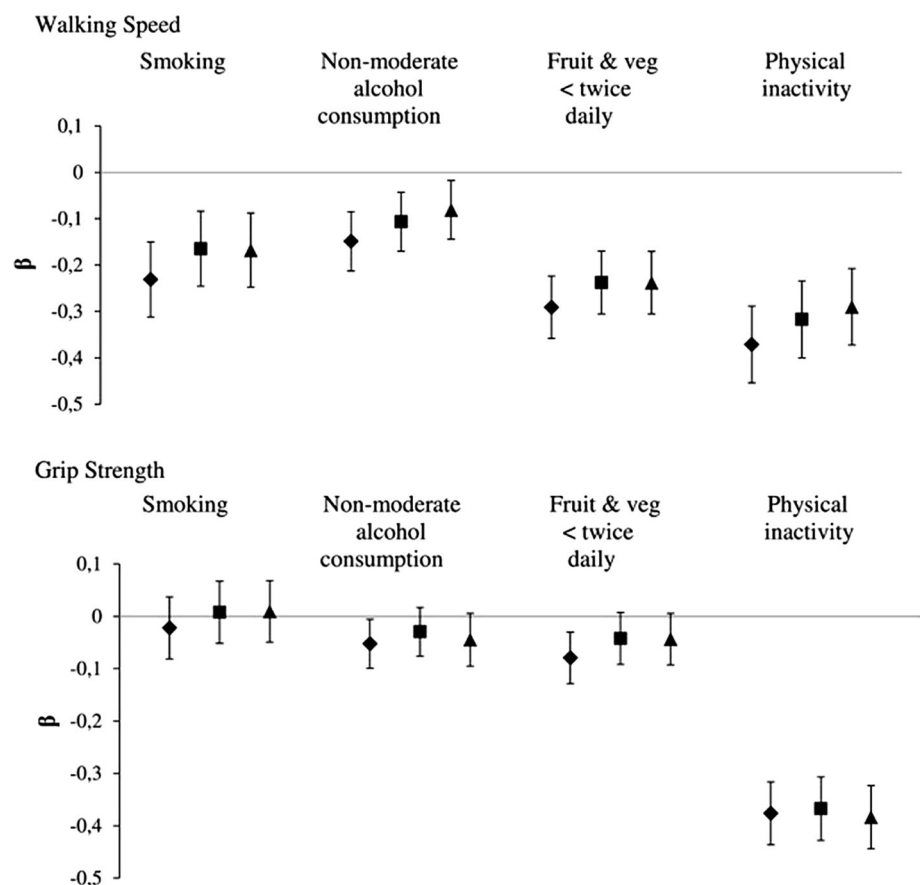 Walking Speed
Smoking
Non-moderate
alcohol
consumption
Fruit & veg
< twice
daily
Physical
inactivity
0,1
0
-0,1
-0,2
-0,3
-0,4
-0,5
β
Grip Strength
Smoking
Non-moderate
alcohol
consumption
Fruit & veg
< twice
daily
Physical
inactivity
0,1
0
-0,1
-0,2
-0,3
-0,4
-0,5
β